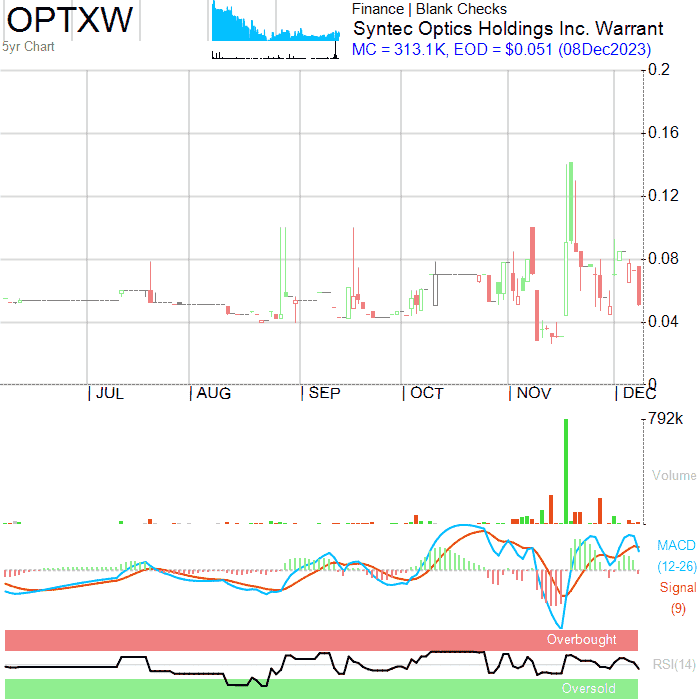 OPTXW
5yr Chart
Finance | Blank Checks
Syntec Optics Holdings Inc. Warrant
MC = 313.1K, EOD = $0.051 (08Dec2023)
0.2
0.16
0.12
0.08
0.04
0
JUL AUG SEP OCT NOV DEC
792k
Volume
MACD
(12-26)
Signal
(9)
Overbought
RSI(14)
Oversold